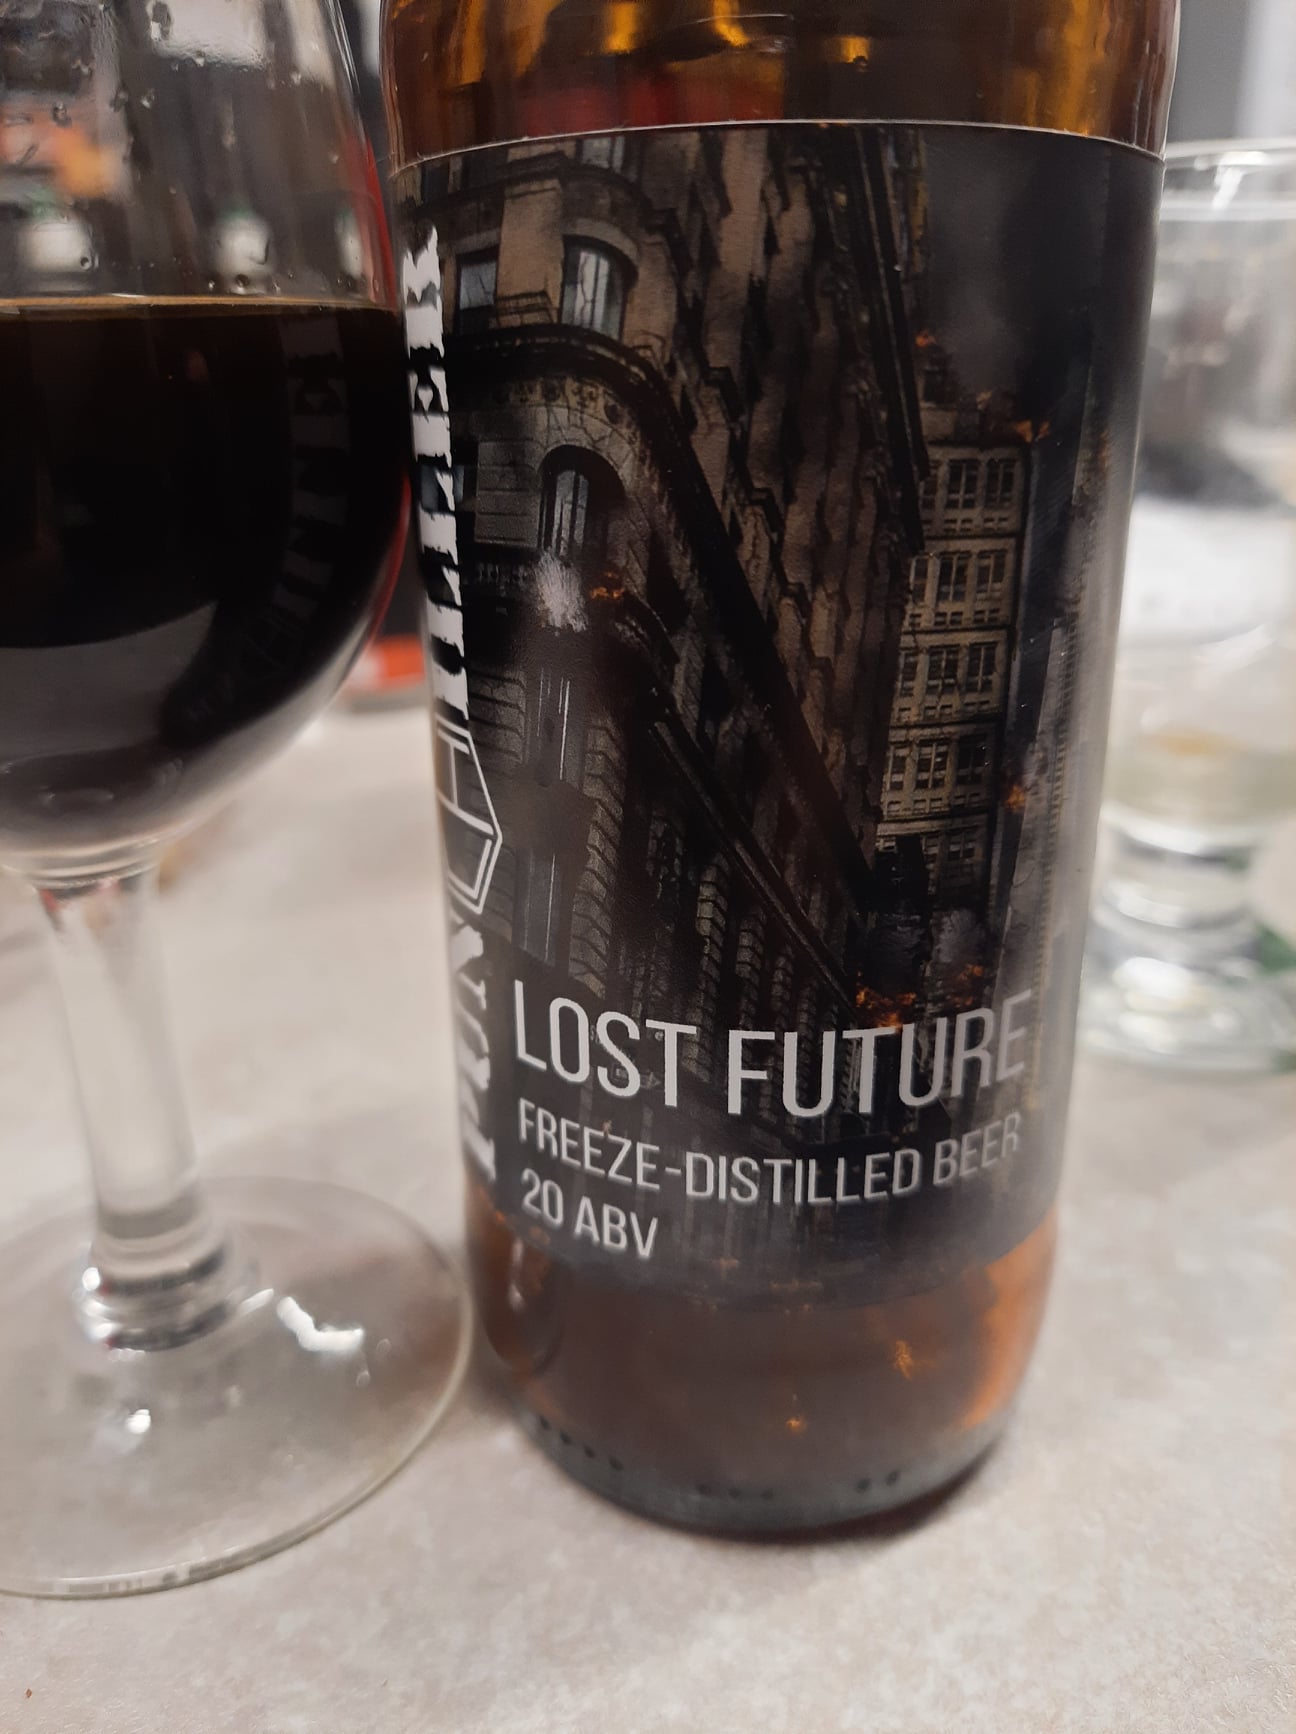 LOST FUTURE
FREEZE-DISTILLED BEER
20 ABV